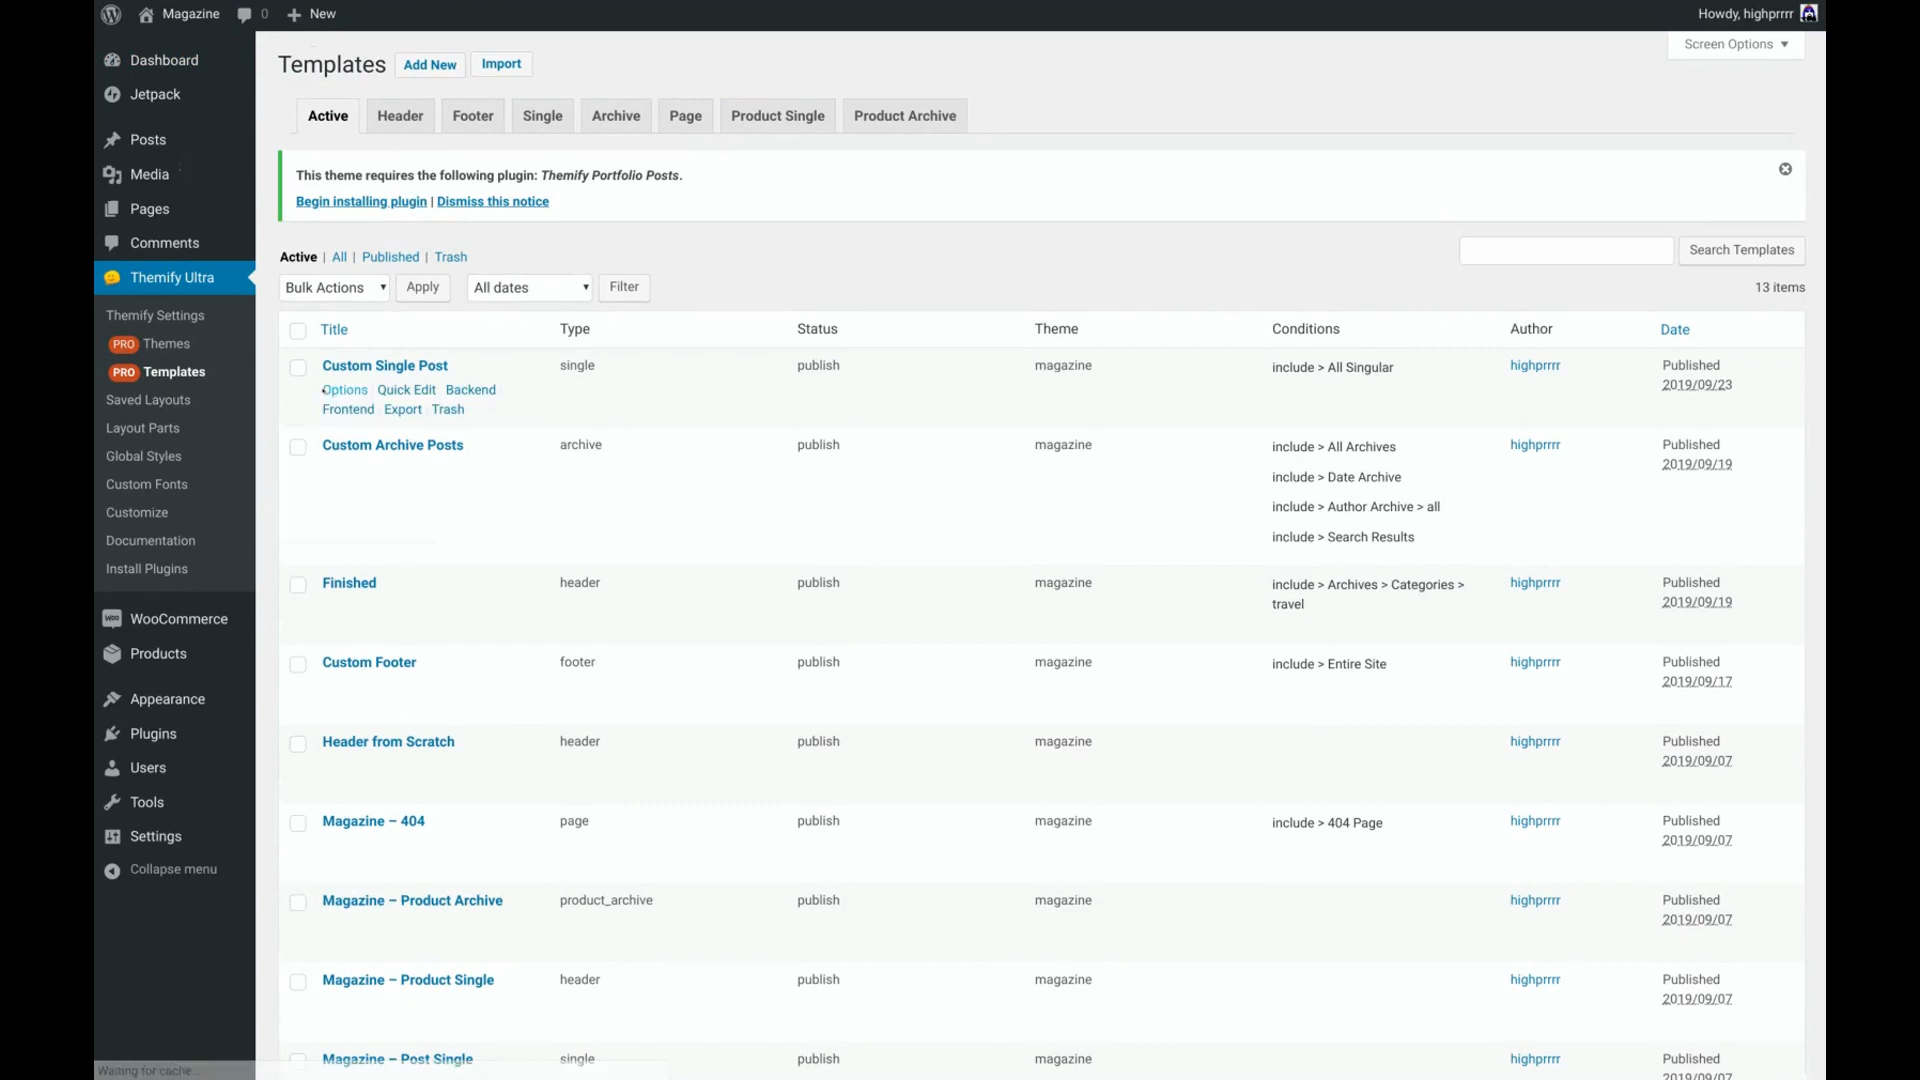 Magazine 0 New Howdy, highprrrr
Screen Options
Dashboard
Jetpack
Posts
Media
Pages
Comments
Themify Ultra
Themify Settings
PRO Themes
PRO Templates
Saved Layouts
Layout Parts
Global Styles
Custom Fonts
Customize
Documentation
Install Plugins
WOO WooCommerce
Products
Appearance
Plugins
Users
Tools
Settings
Collapse menu
Templates Add New Import
Active Header Footer Single Archive Page Product Single Product Archive
This theme requires the following plugin: Themify Portfolio Posts.
Begin installing plugin | Dismiss this notice
Active | All | Published | Trash
Search Templates
Bulk Actions Apply All dates Filter 13 items
Title Type Status Theme Conditions Author Date
Custom Single Post single publish magazine include > All Singular highprrrr Published
Options Quick Edit Backend 2019/09/23
Frontend Export Trash
Custom Archive Posts archive publish magazine include > All Archives highprrrr Published
2019/09/19
include > Date Archive
include > Author Archive > all
include > Search Results
Finished header publish magazine include > Archives > Categories > highprrrr Published
travel 2019/09/19
Custom Footer footer publish magazine include > Entire Site highprrrr Published
2019/09/17
Header from Scratch header publish magazine highprrrr Published
2019/09/07
Magazine – 404 page publish magazine include > 404 Page highprrrr Published
2019/09/07
Magazine – Product Archive product_archive publish magazine highprrrr Published
2019/09/07
Magazine – Product Single header publish magazine highprrrr Published
2019/09/07
Magazine – Post Single single publish magazine highprrrr Published
2019/09/07
Waiting for cache...